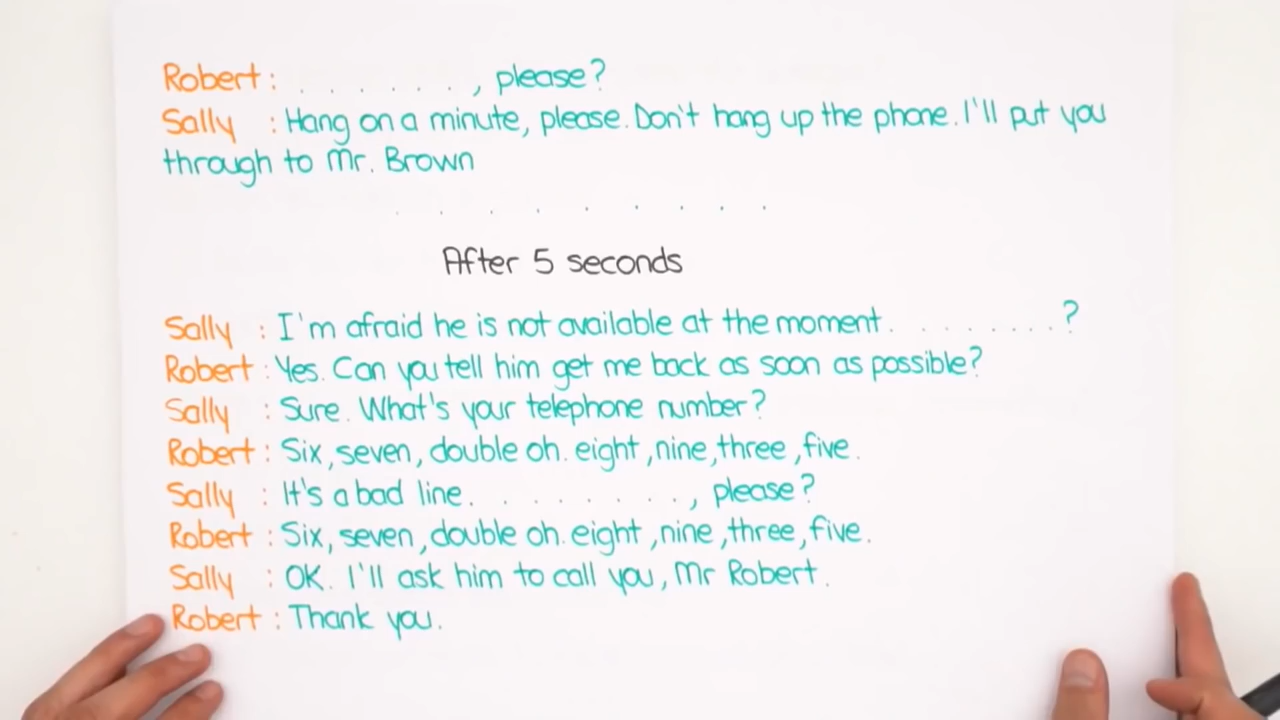 Robert: . . . . . . , please?
Sally : Hang on a minute, please. Don't hang up the phone. I'll put you
through to Mr. Brown
. . . . . . . . .
After 5 seconds
Sally : I'm afraid he is not available at the moment. . . . . . . . ?
Robert : Yes. Can you tell him get me back as soon as possible?
Sally : Sure. What's your telephone number?
Robert : Six, seven, double oh. eight ,nine,three ,five.
Sally : It's a bad line. . . . . . . . , please?
Robert : Six, seven ,double oh. eight ,nine ,three,five.
Sally : OK. I'll ask him to call you, Mr Robert.
Robert : Thank you.